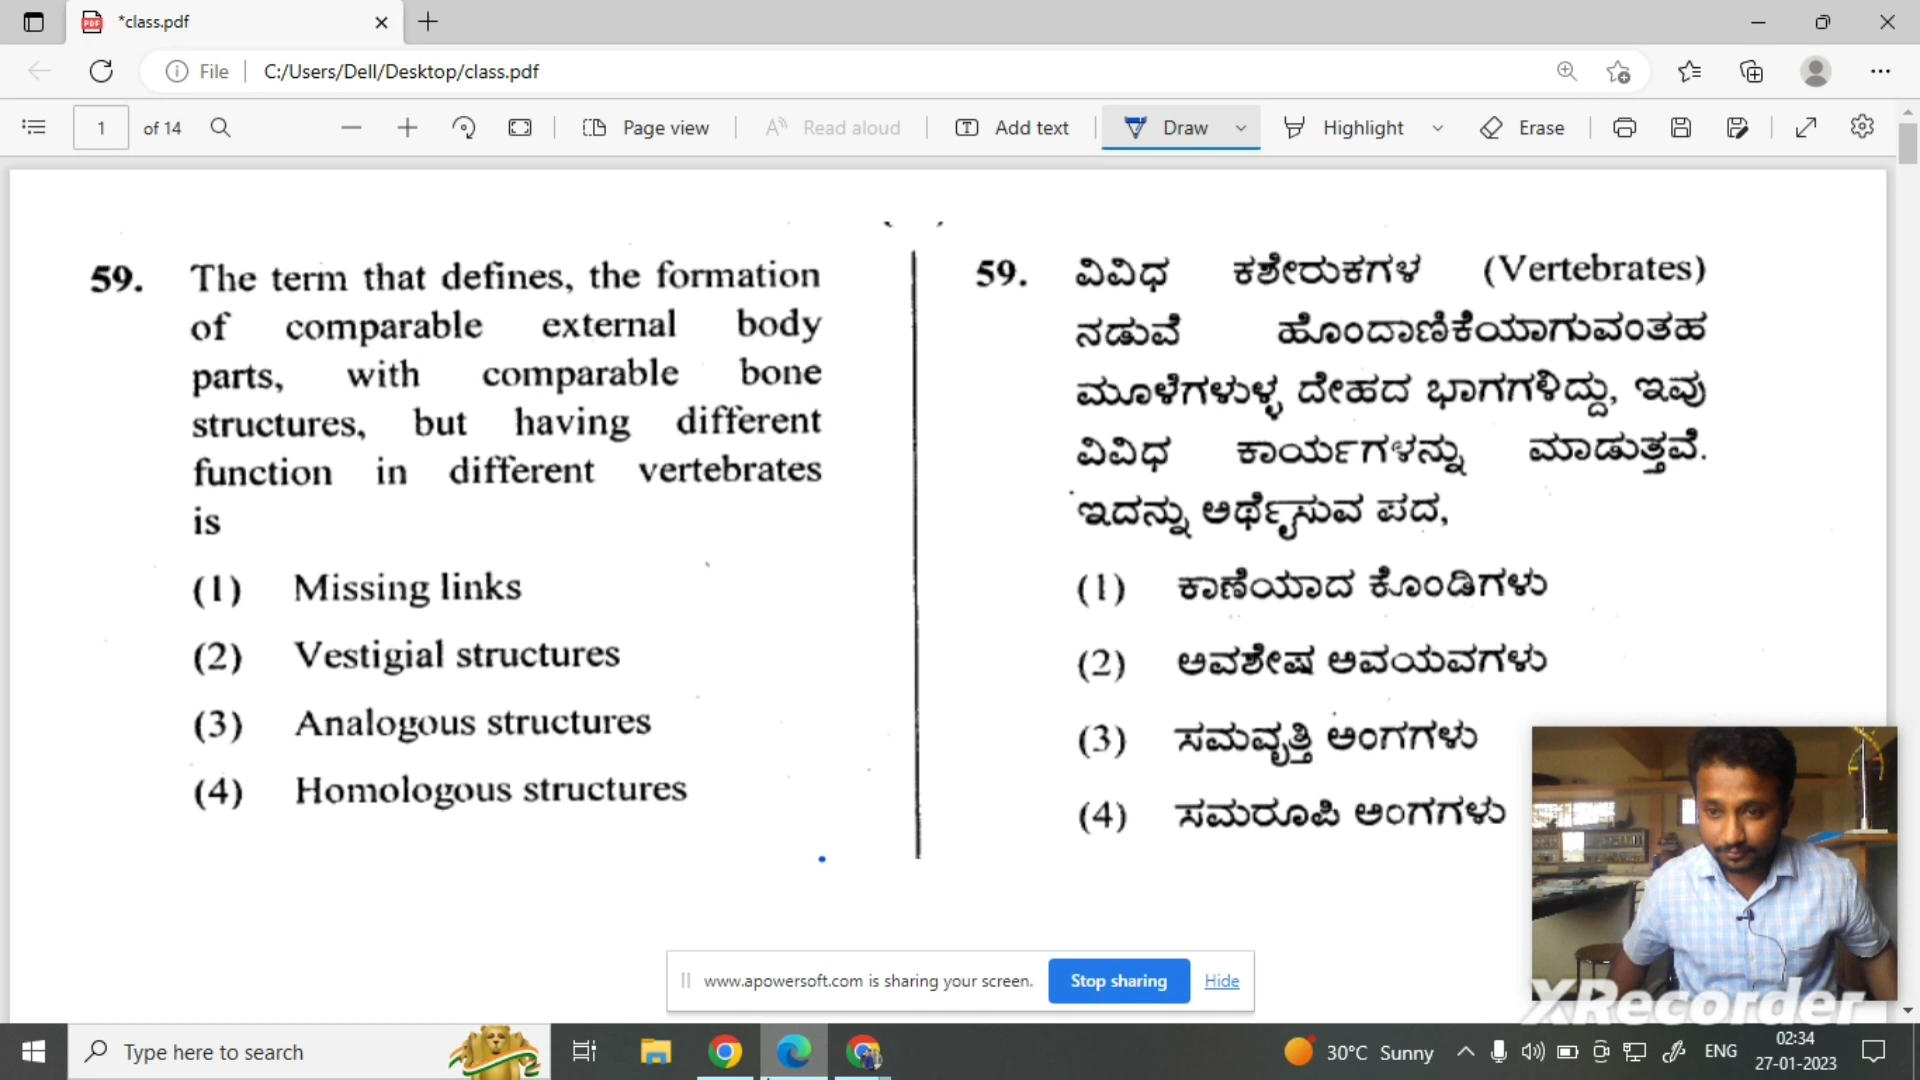 *class.pdf
File
C:/Users/Dell/Desktop/class.pdf
1 of 14
Page view
Read aloud
Add text
Draw
Highlight
Erase
59. The term that defines, the formation
of comparable external body
parts, with comparable bone
structures, but having different
function in different vertebrates
is
(1) Missing links
(2) Vestigial structures
(3) Analogous structures
(4) Homologous structures
59. ವಿವಿಧ ಕಶೇರುಕಗಳ (Vertebrates)
ನಡುವೆ ಹೊಂದಾಣಿಕೆಯಾಗುವಂತಹ
ಮೂಳೆಗಳುಳ್ಳ ದೇಹದ ಭಾಗಗಳಿದ್ದು, ಇವು
ವಿವಿಧ ಕಾರ್ಯಗಳನ್ನು ಮಾಡುತ್ತವೆ.
ಇದನ್ನು ಅರ್ಥೈಸುವ ಪದ,
(1) ಕಾಣೆಯಾದ ಕೊಂಡಿಗಳು
(2) ಅವಶೇಷ ಅವಯವಗಳು
(3) ಸಮವೃತ್ತಿ ಅಂಗಗಳು
(4) ಸಮರೂಪಿ ಅಂಗಗಳು
www.apowersoft.com is sharing your screen.
Stop sharing
Hide
XRecorder
Type here to search
30°C Sunny
ENG
02:34
27-01-2023